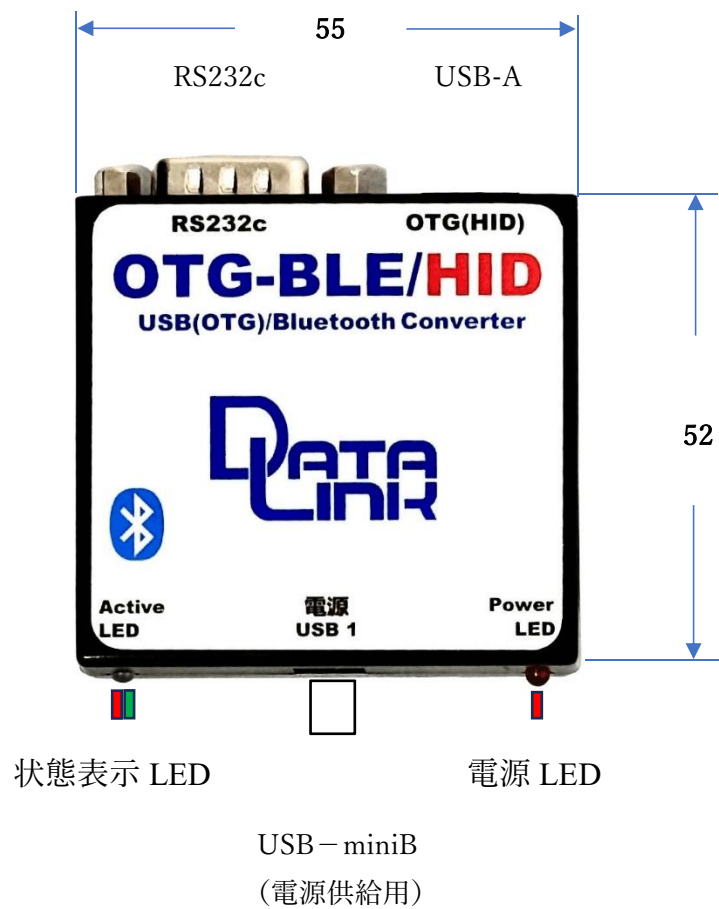 55
RS232c USB-A
RS232c OTG(HID)
OTG-BLE/HID
USB(OTG)/Bluetooth Converter
DATA
LINK
52
Active
LED
電源
USB 1
Power
LED
状態表示 LED 電源 LED
USB－miniB
（電源供給用）